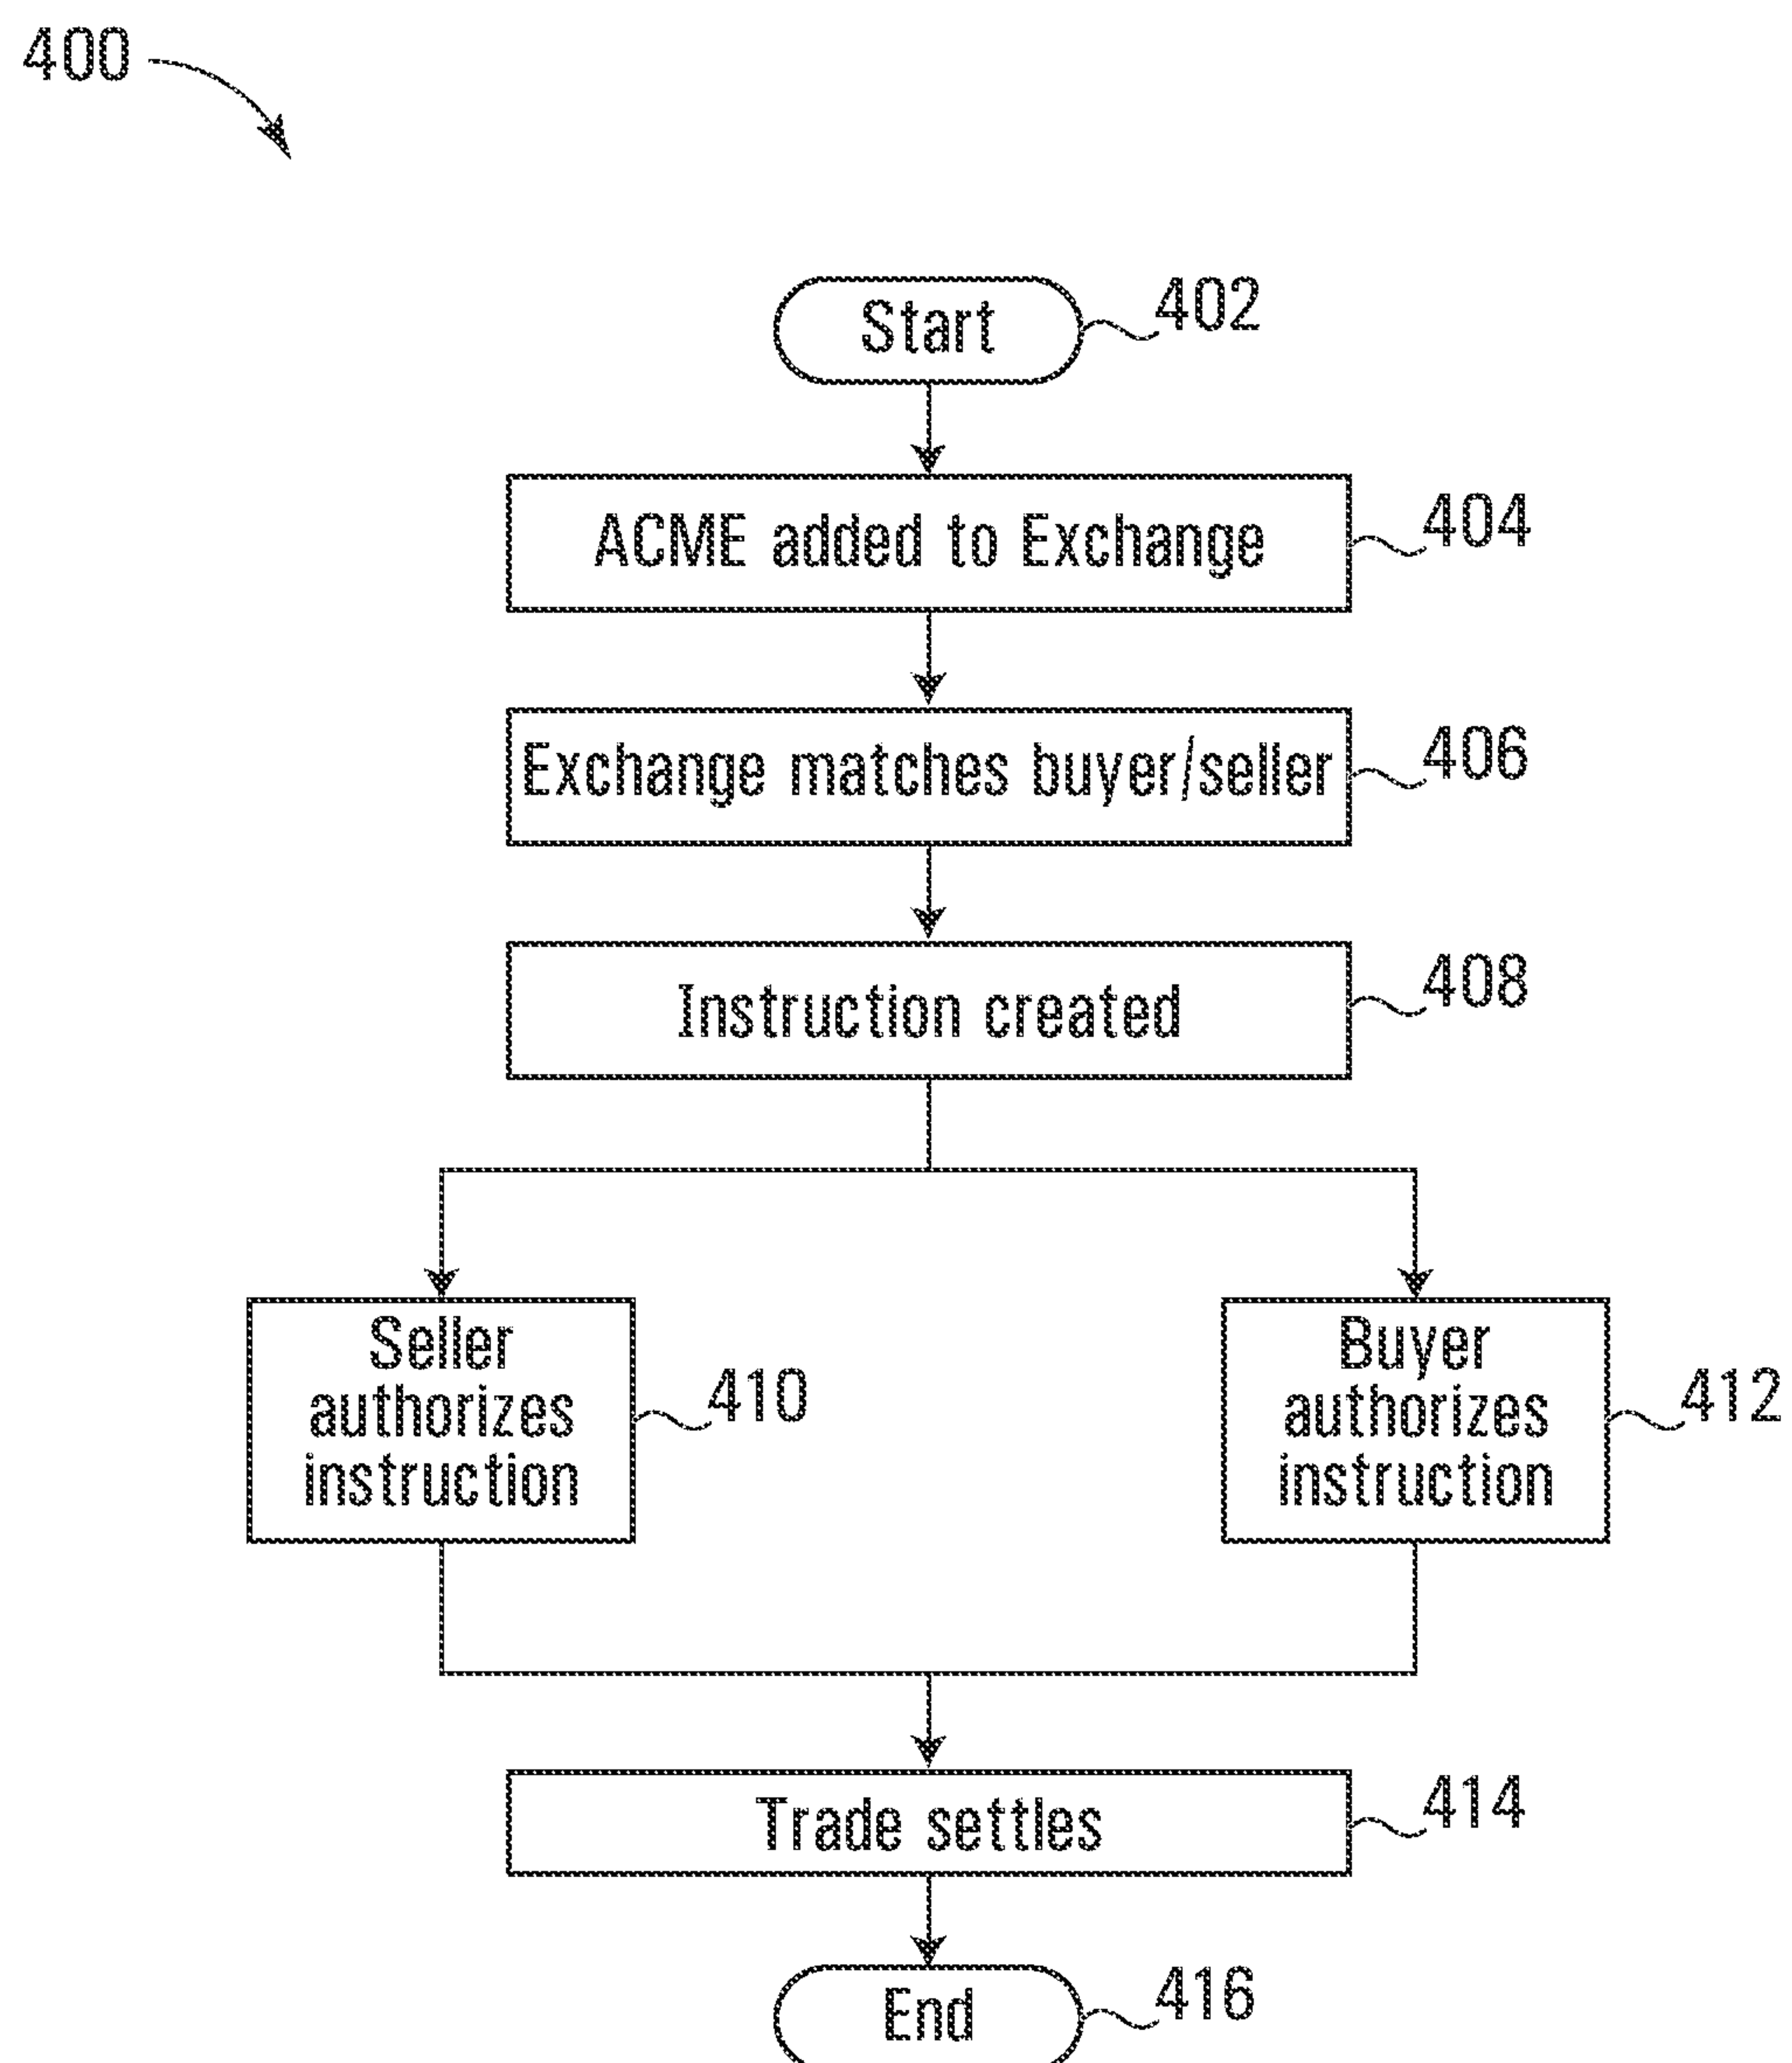 400
Start
402
ACME added to Exchange
404
Exchange matches buyer/seller
406
Instruction created
408
Seller
authorizes
instruction
410
Buyer
authorizes
instruction
412
Trade settles
414
End
416